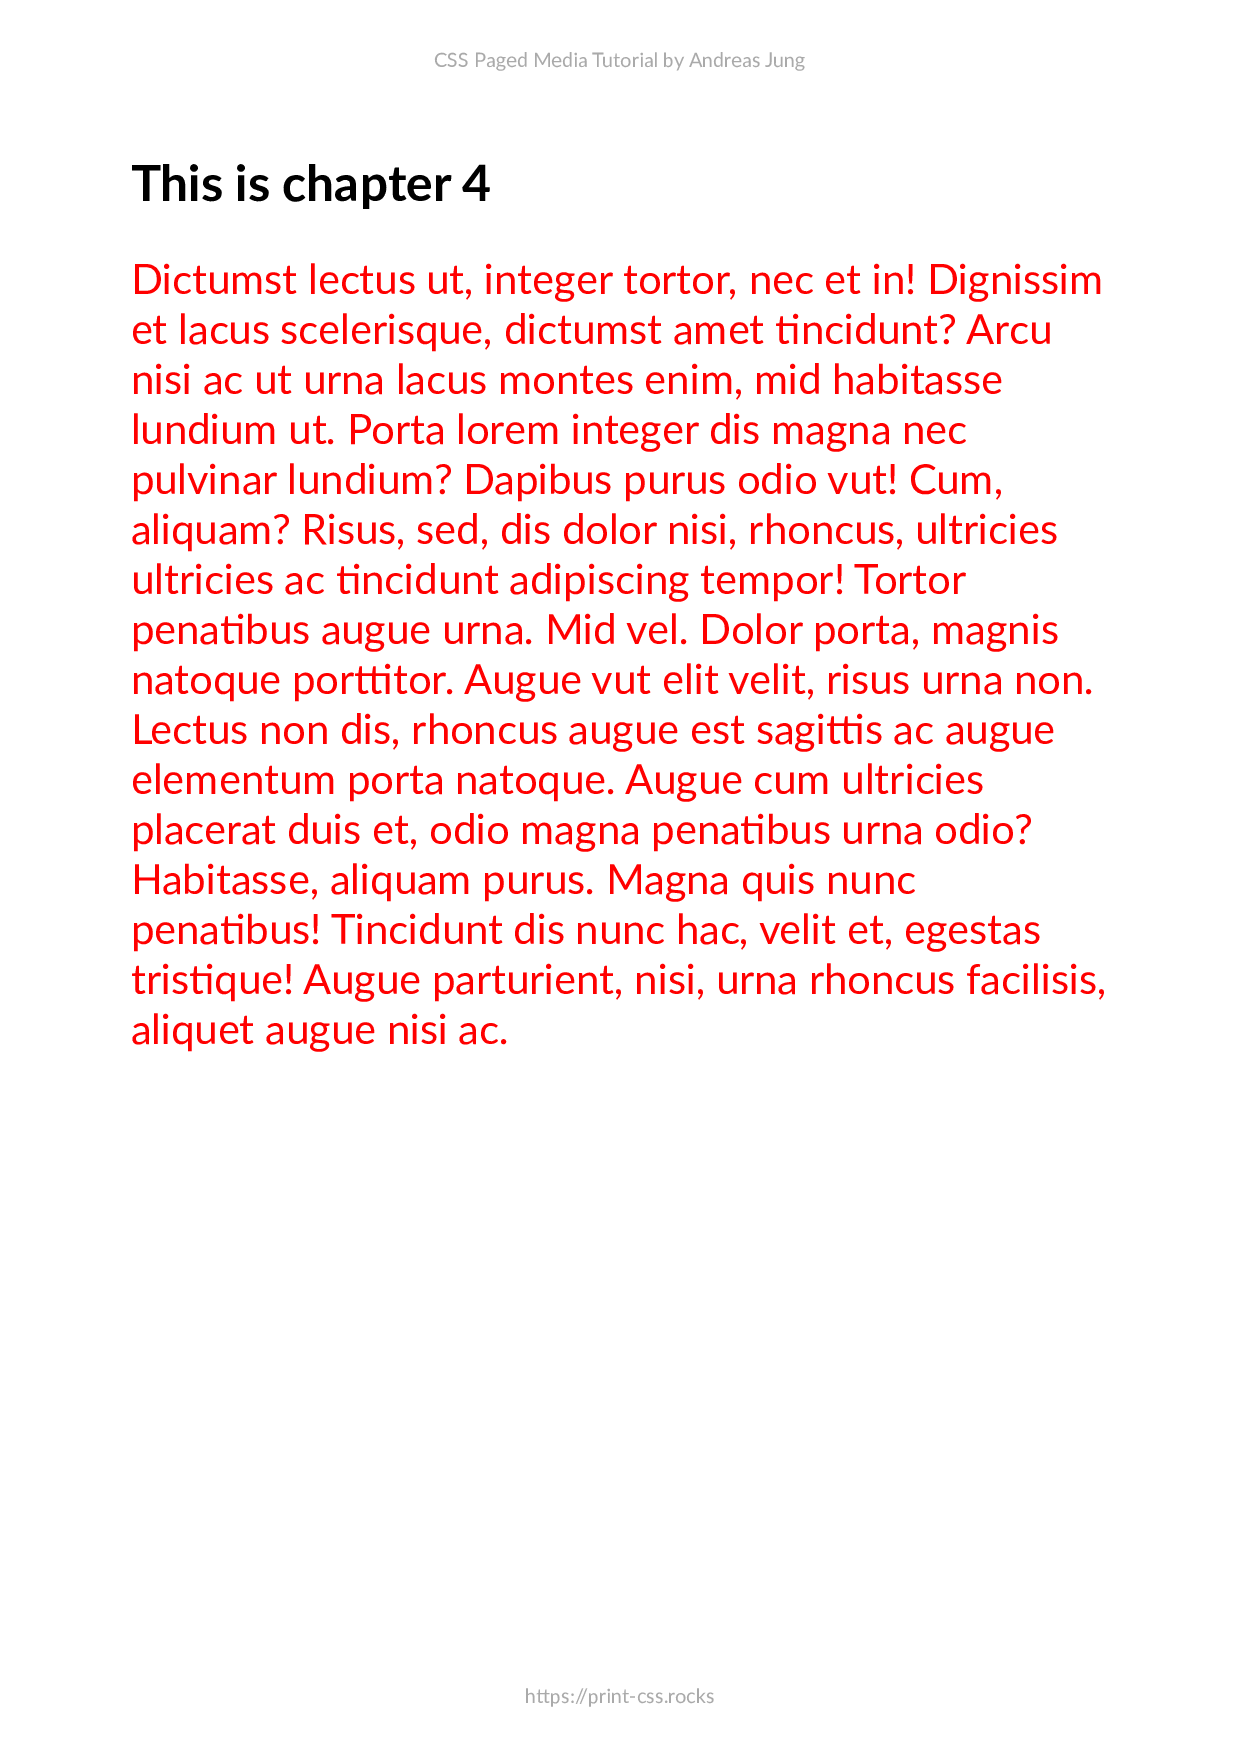 CSS Paged Media Tutorial by Andreas Jung
This is chapter 4
Dictumst lectus ut, integer tortor, nec et in! Dignissim
et lacus scelerisque, dictumst amet tincidunt? Arcu
nisi ac ut urna lacus montes enim, mid habitasse
lundium ut. Porta lorem integer dis magna nec
pulvinar lundium? Dapibus purus odio vut! Cum,
aliquam? Risus, sed, dis dolor nisi, rhoncus, ultricies
ultricies ac tincidunt adipiscing tempor! Tortor
penatibus augue urna. Mid vel. Dolor porta, magnis
natoque porttitor. Augue vut elit velit, risus urna non.
Lectus non dis, rhoncus augue est sagittis ac augue
elementum porta natoque. Augue cum ultricies
placerat duis et, odio magna penatibus urna odio?
Habitasse, aliquam purus. Magna quis nunc
penatibus! Tincidunt dis nunc hac, velit et, egestas
tristique! Augue parturient, nisi, urna rhoncus facilisis,
aliquet augue nisi ac.
https://print-css.rocks